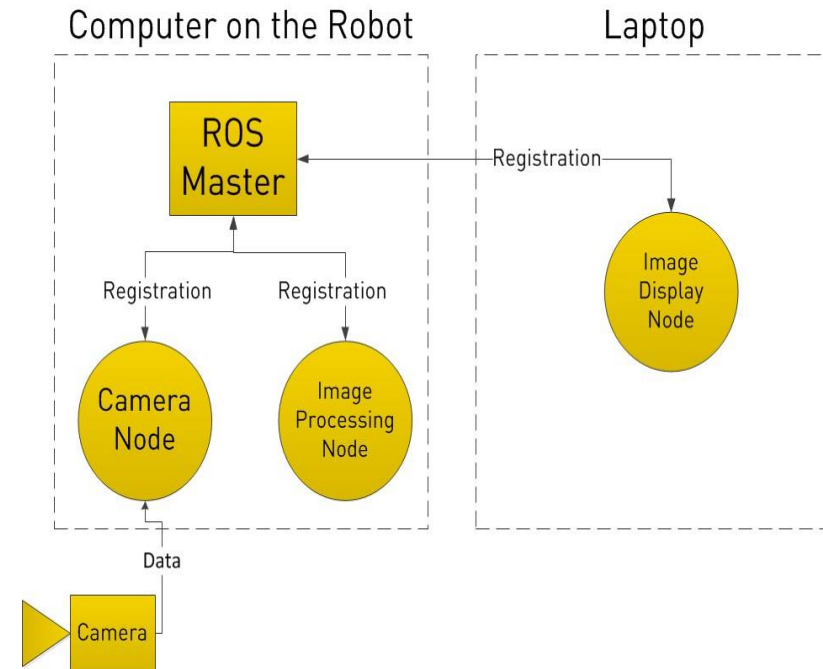 Computer on the Robot
Laptop
ROS
Master
Registration
Registration
Registration
Image
Display
Node
Camera
Node
Image
Processing
Node
Data
Camera